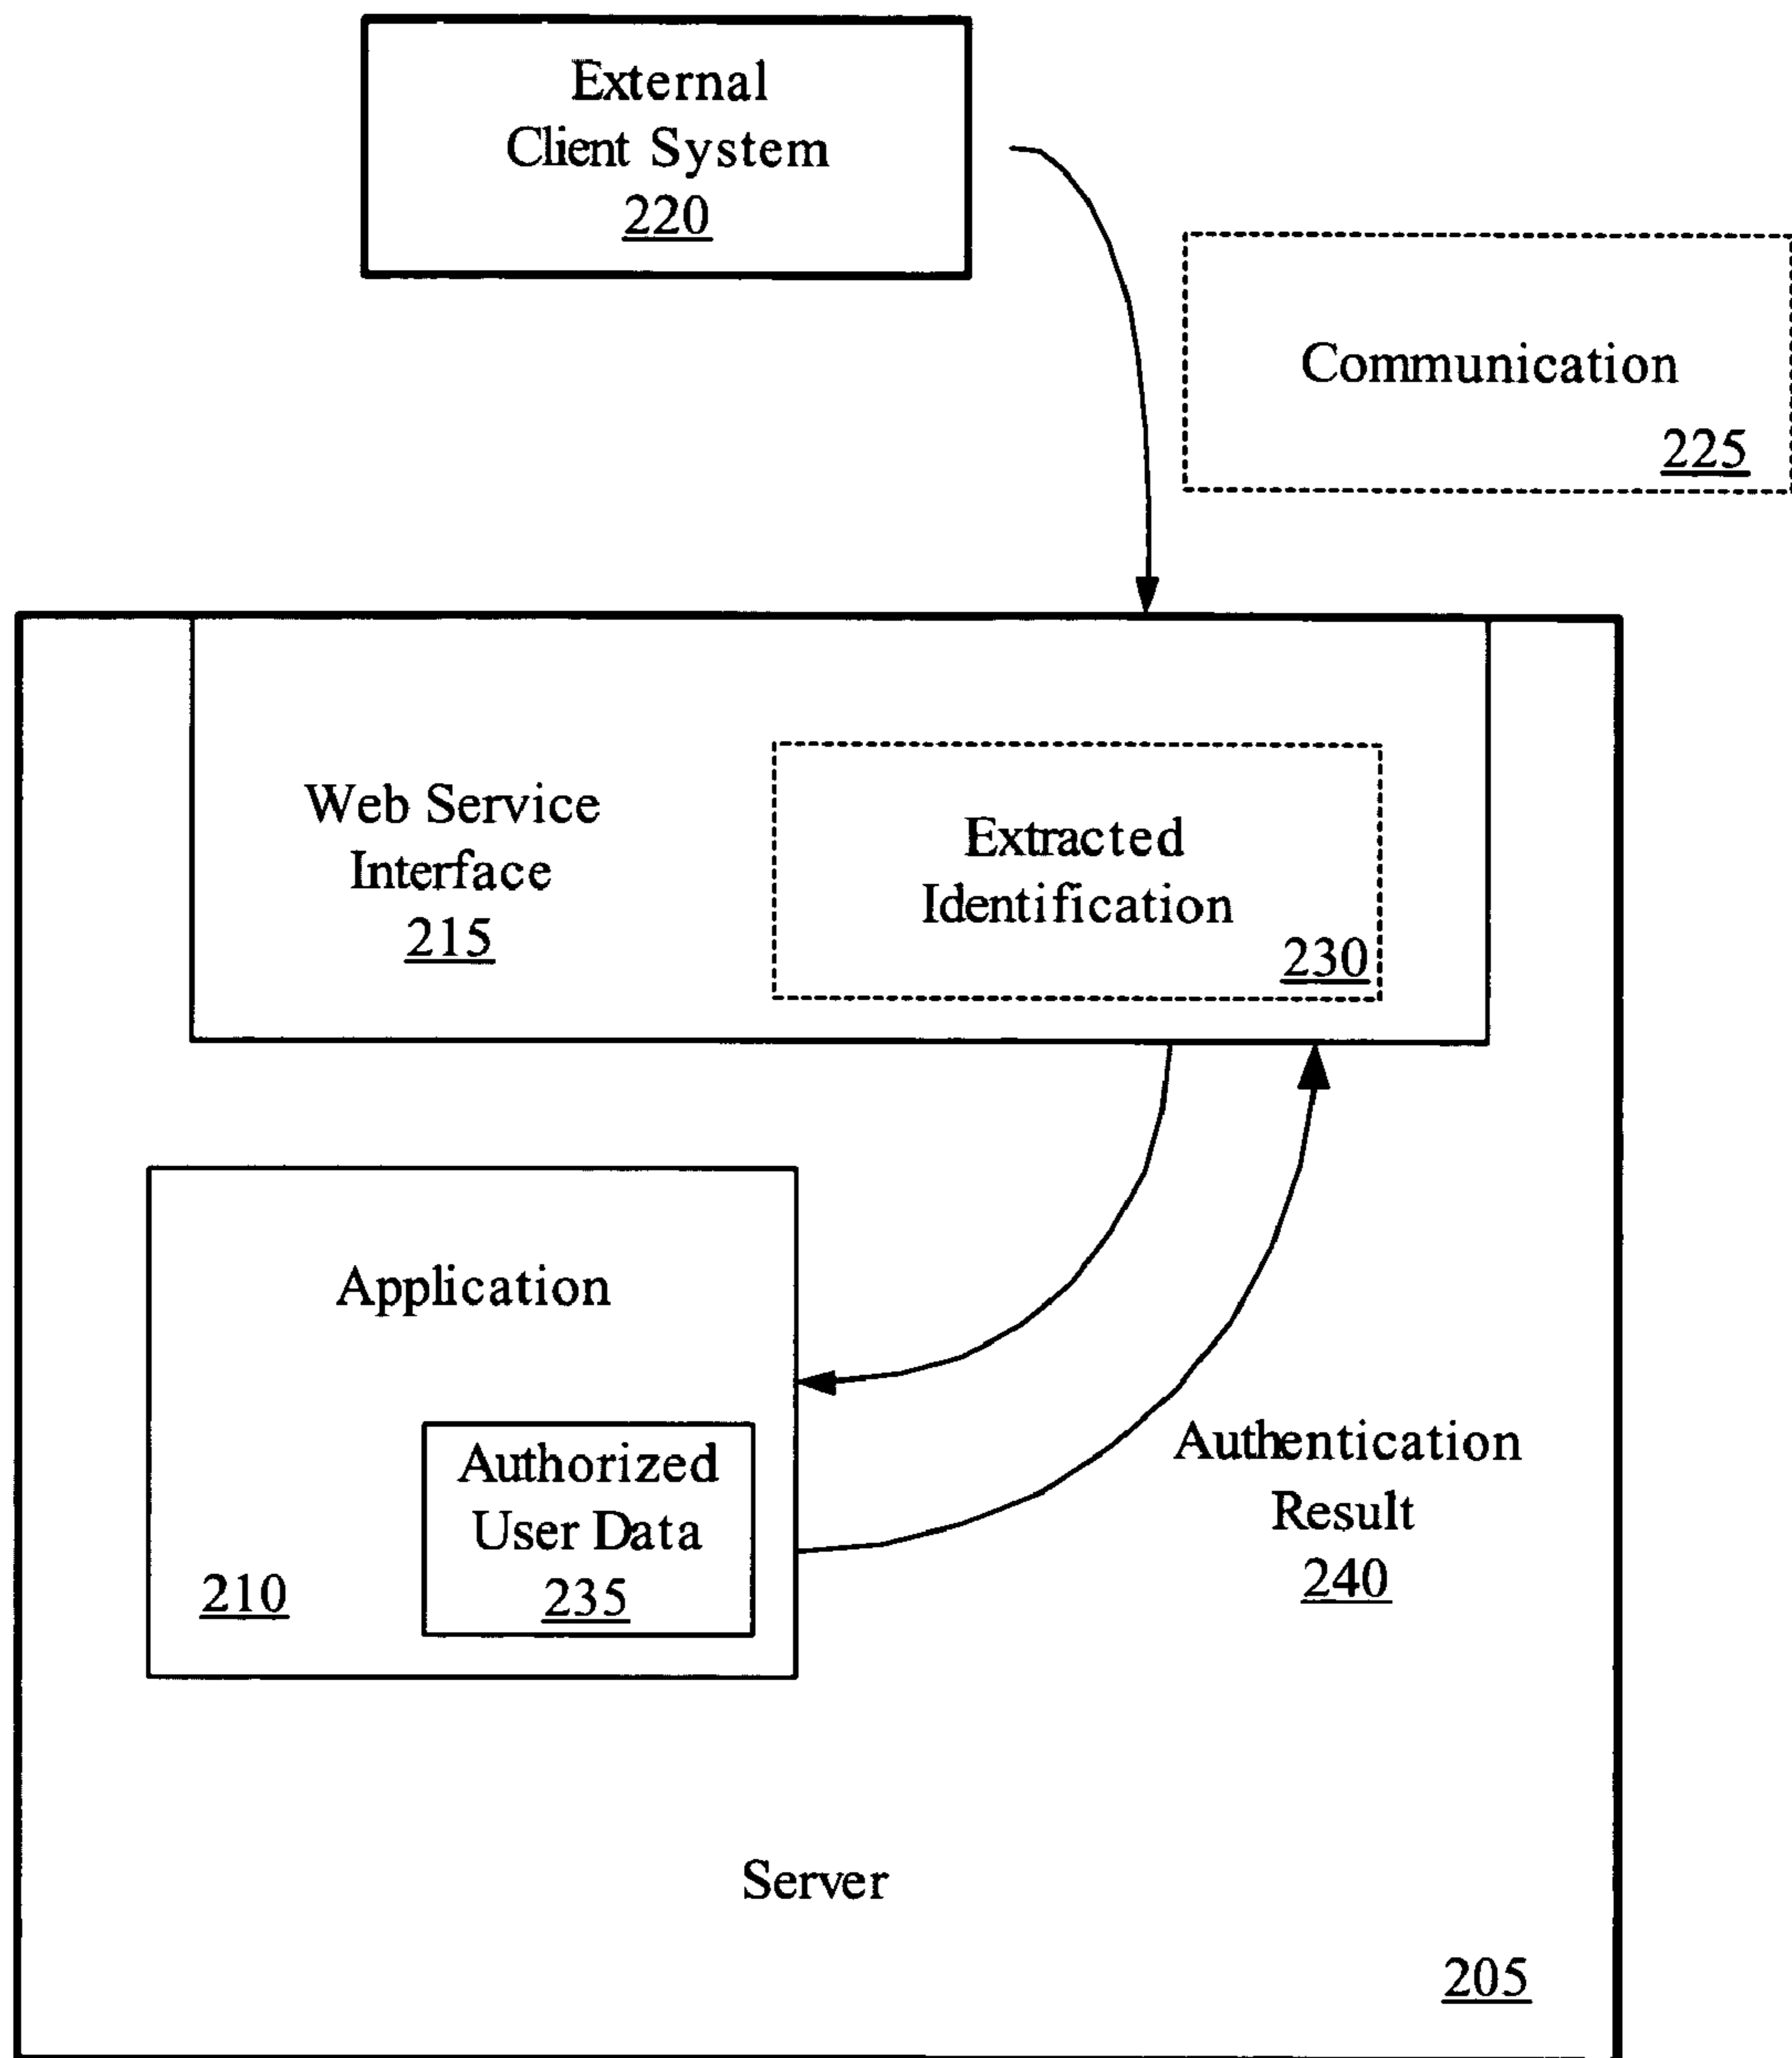 External
Client System
220
Communication
225
Web Service
Interface
215
Extracted
Identification
230
Application
210
Authorized
User Data
235
Authentication
Result
240
Server
205